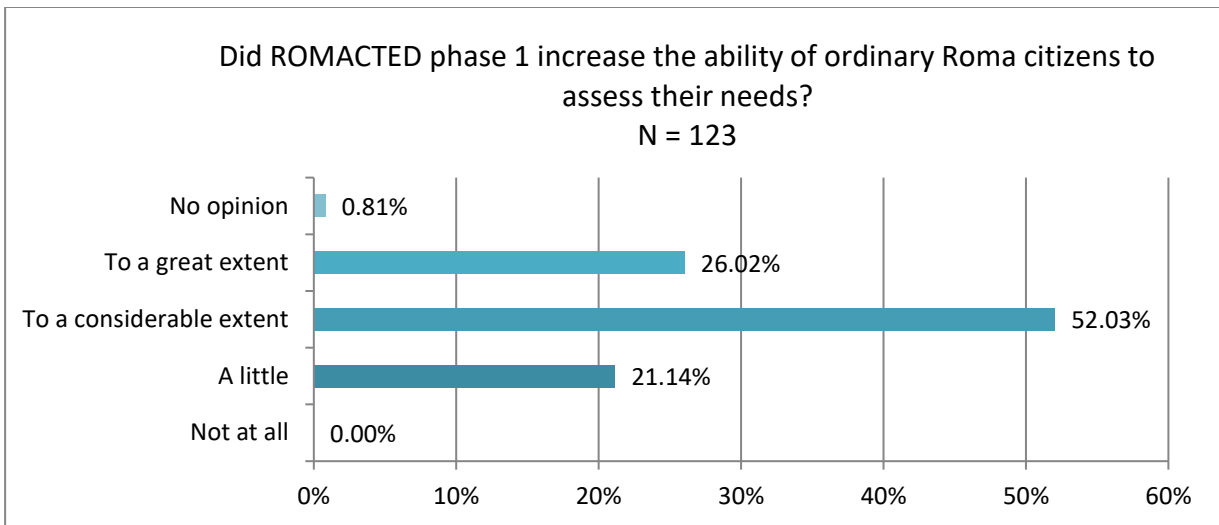 Did ROMACTED phase 1 increase the ability of ordinary Roma citizens to
assess their needs?
N = 123
No opinion 0.81%
To a great extent 26.02%
To a considerable extent 52.03%
A little 21.14%
Not at all 0.00%
0% 10% 20% 30% 40% 50% 60%